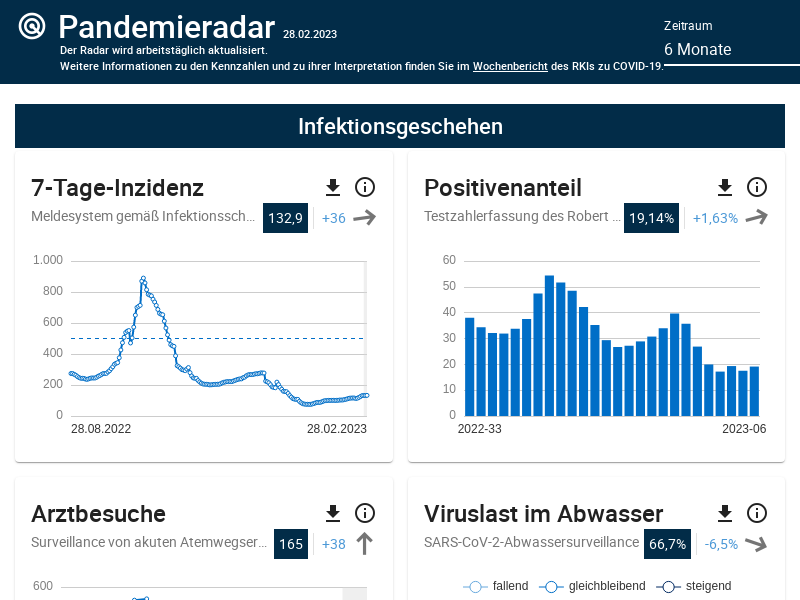 Pandemieradar 28.02.2023
Der Radar wird arbeitstäglich aktualisiert.
Weitere Informationen zu den Kennzahlen und zu ihrer Interpretation finden Sie im Wochenbericht des RKIs zu COVID-19.
Zeitraum
6 Monate
Infektionsgeschehen
7-Tage-Inzidenz
Meldesystem gemäß Infektionssch... 132,9 +36
1.000
800
600
400
200
0
28.08.2022 28.02.2023
Positivenanteil
Testzahlerfassung des Robert ... 19,14% +1,63%
60
50
40
30
20
10
0
2022-33 2023-06
Arztbesuche
Surveillance von akuten Atemwegser... 165 +38
600
Viruslast im Abwasser
SARS-CoV-2-Abwassersurveillance 66,7% -6,5%
fallend gleichbleibend steigend